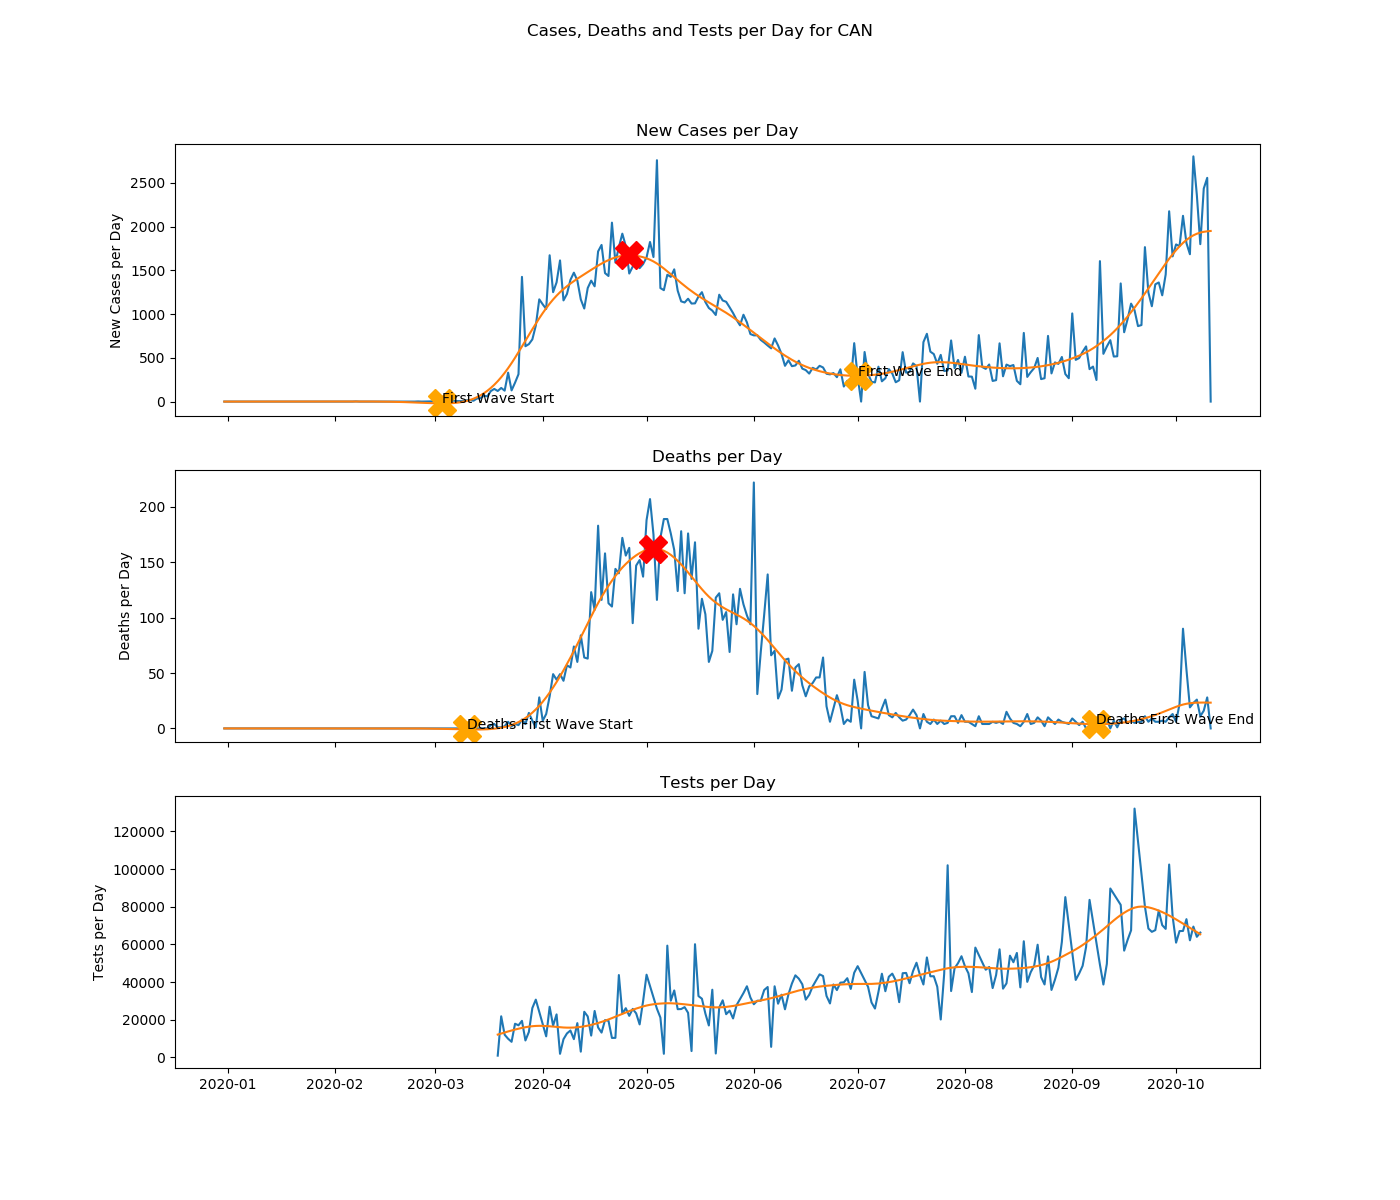 Cases, Deaths and Tests per Day for CAN
New Cases per Day
New Cases per Day
2500
2000
1500
1000
500
0
First Wave Start
First Wave End
Deaths per Day
Deaths per Day
200
150
100
50
0
Deaths First Wave Start
Deaths First Wave End
Tests per Day
Tests per Day
120000
100000
80000
60000
40000
20000
0
2020-01 2020-02 2020-03 2020-04 2020-05 2020-06 2020-07 2020-08 2020-09 2020-10